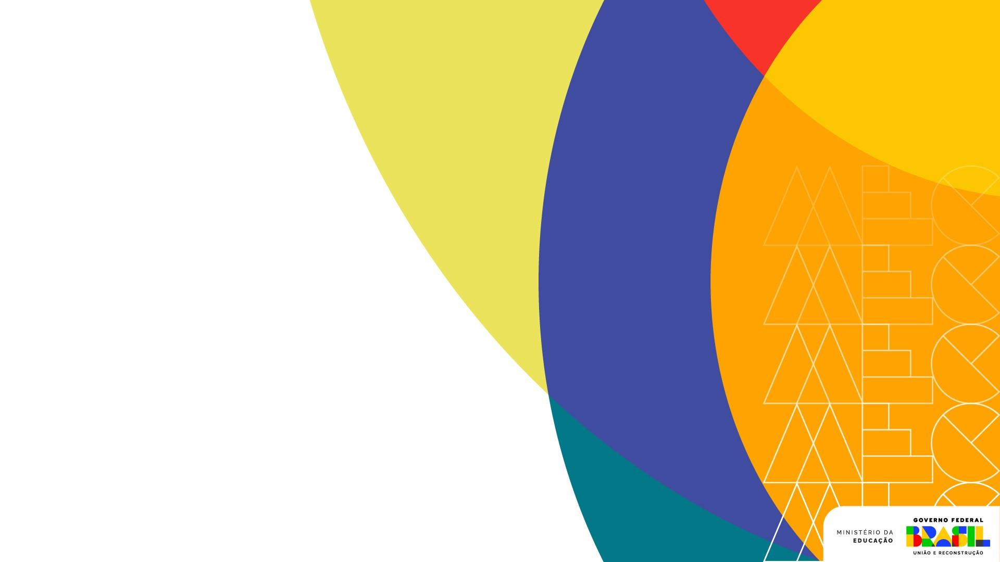 MINISTÉRIO DA
EDUCAÇÃO
GOVERNO FEDERAL
BRASIL
UNIÃO E RECONSTRUÇÃO